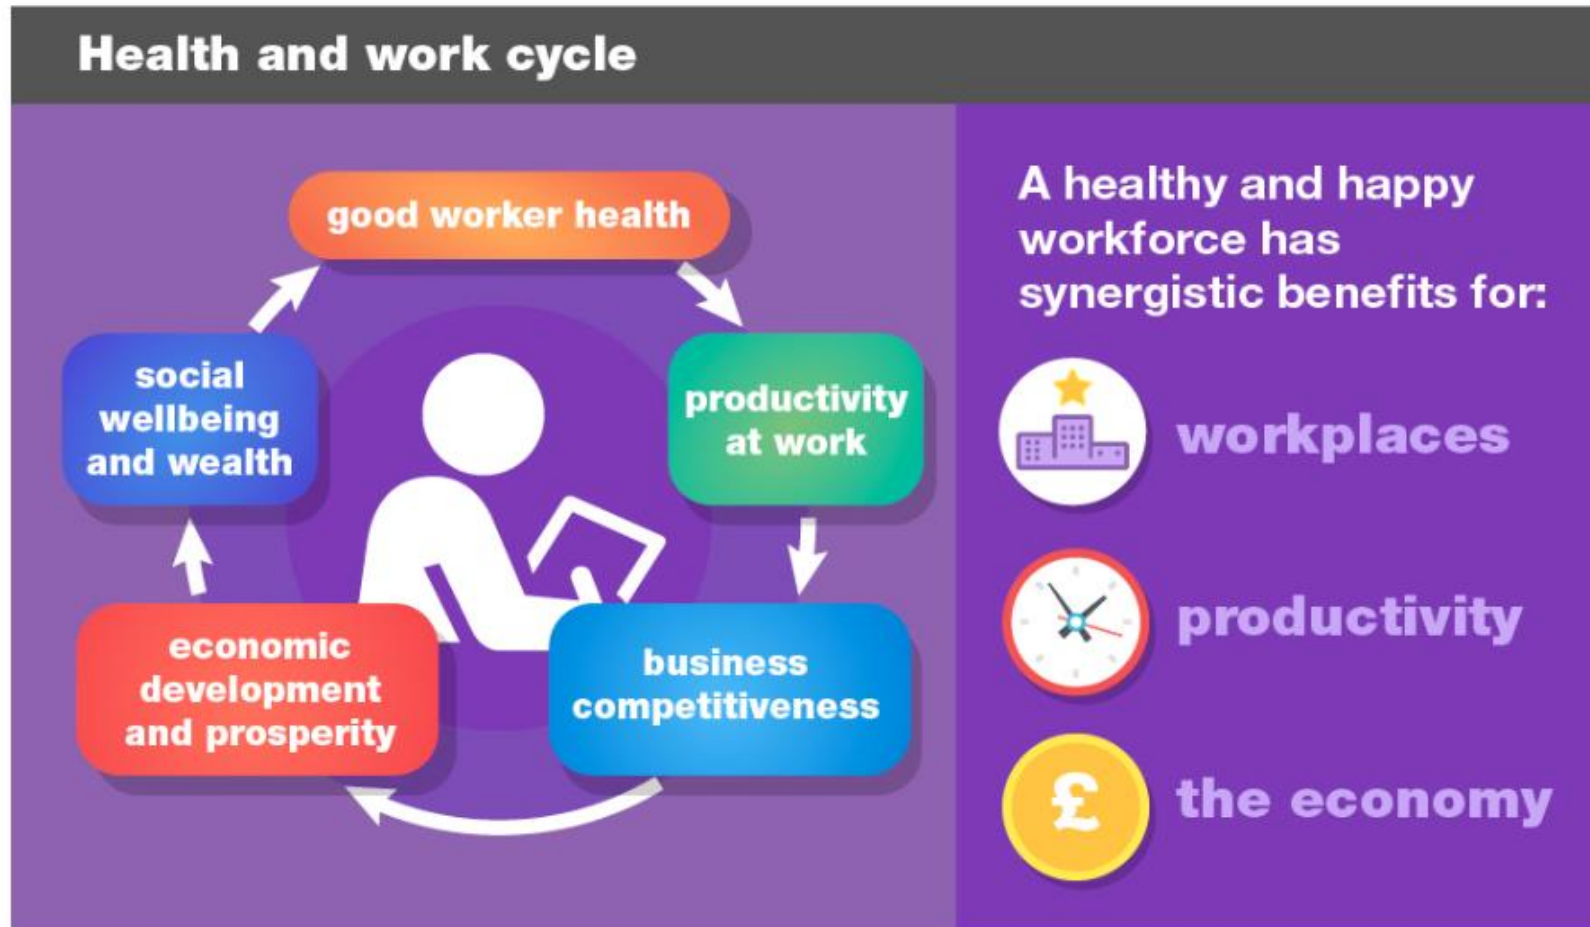 Health and work cycle
good worker health
productivity
at work
business
competitiveness
economic
development
and prosperity
social
wellbeing
and wealth
A healthy and happy
workforce has
synergistic benefits for:
workplaces
productivity
£
the economy